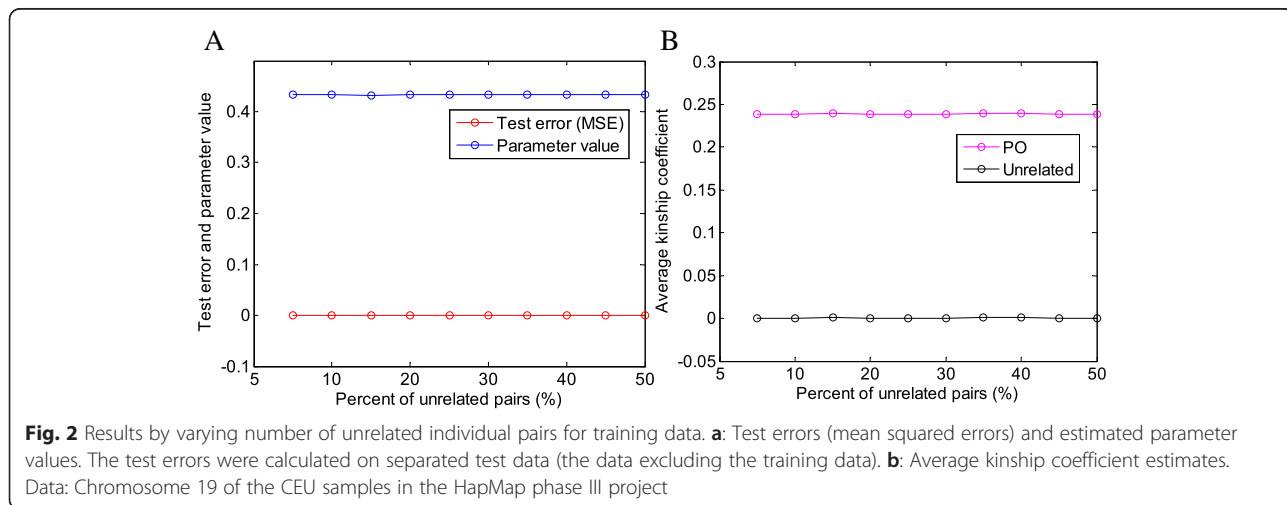 A
Test error and parameter value
0.4
0.3
0.2
0.1
0
-0.1
Test error (MSE)
Parameter value
5 10 20 30 40 50
Percent of unrelated pairs (%)
B
Average kinship coefficient
0.3
0.25
0.2
0.15
0.1
0.05
0
-0.05
PO
Unrelated
5 10 20 30 40 50
Percent of unrelated pairs (%)
Fig. 2 Results by varying number of unrelated individual pairs for training data. a: Test errors (mean squared errors) and estimated parameter
values. The test errors were calculated on separated test data (the data excluding the training data). b: Average kinship coefficient estimates.
Data: Chromosome 19 of the CEU samples in the HapMap phase III project